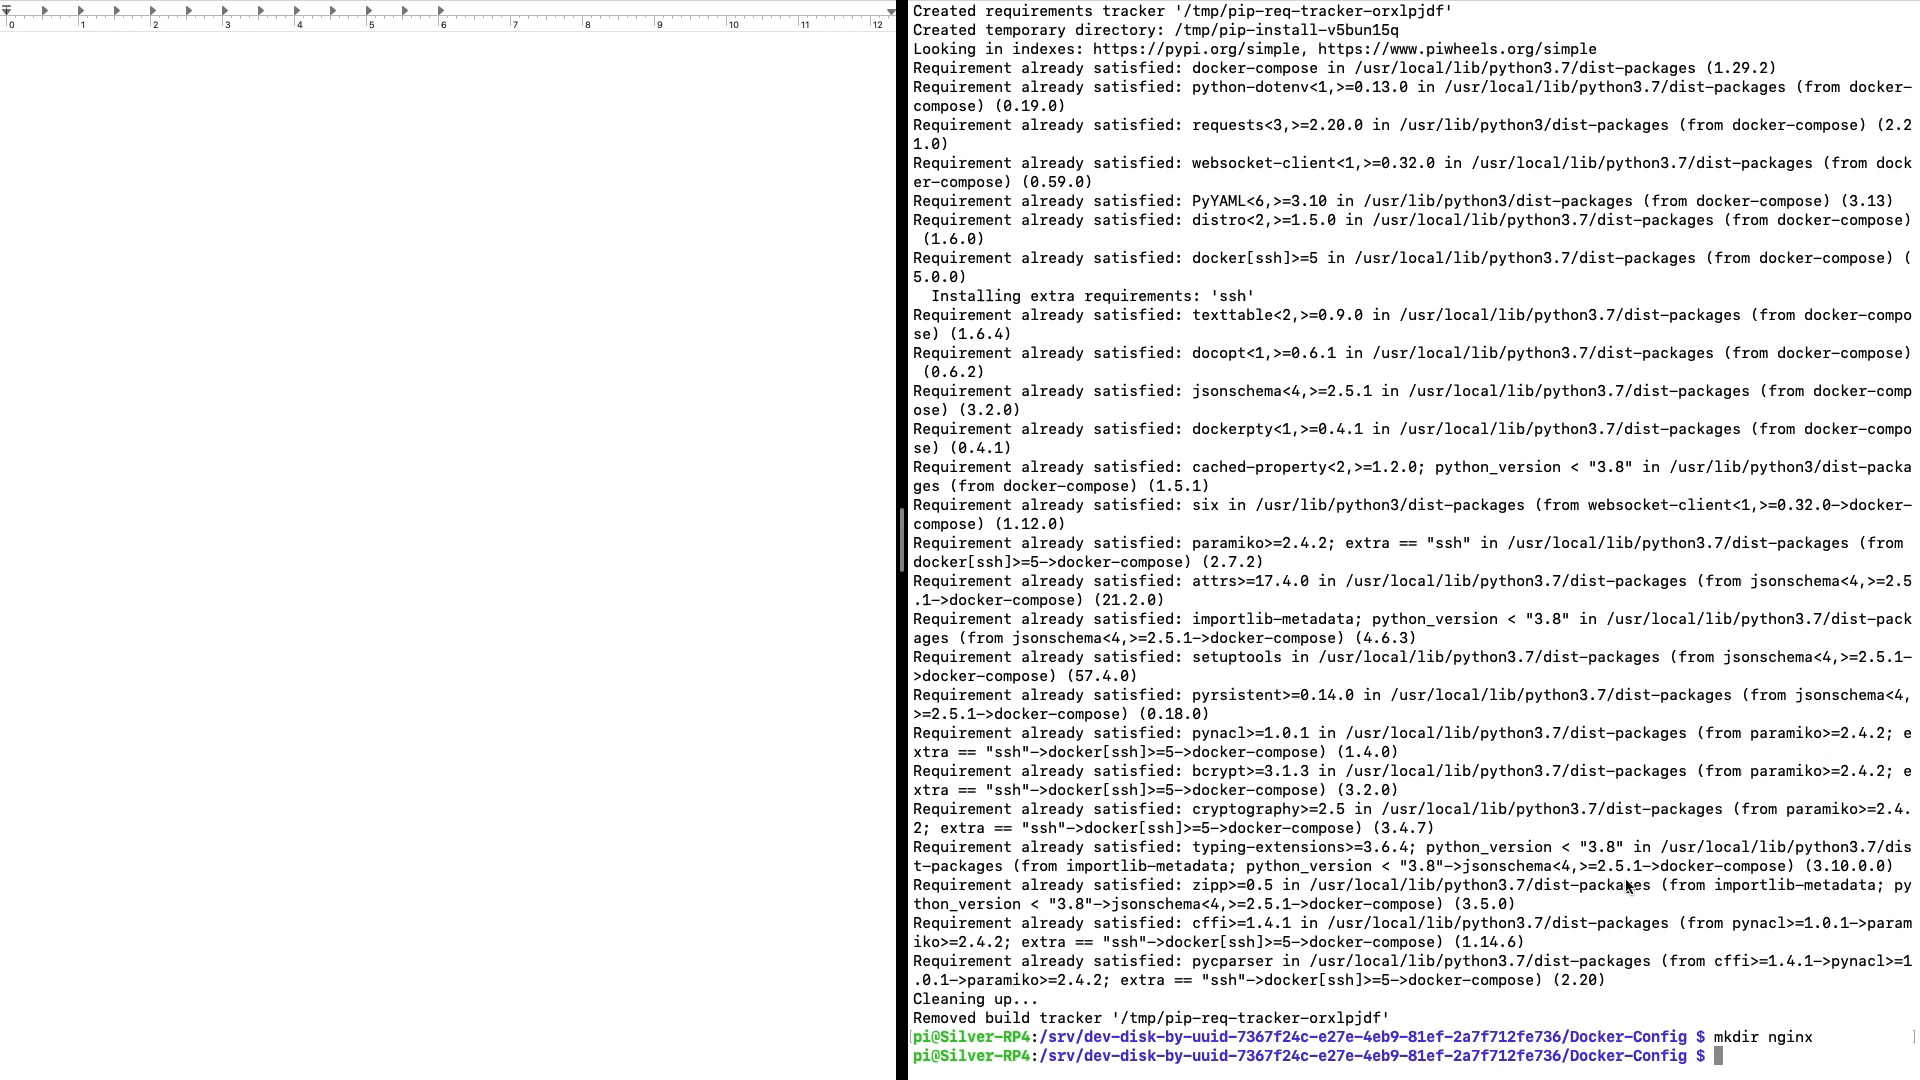 0 1 2 3 4 5 6 7 8 9 10 11 12
Created requirements tracker '/tmp/pip-req-tracker-orxlpjdf'
Created temporary directory: /tmp/pip-install-v5bun15q
Looking in indexes: https://pypi.org/simple, https://www.piwheels.org/simple
Requirement already satisfied: docker-compose in /usr/local/lib/python3.7/dist-packages (1.29.2)
Requirement already satisfied: python-dotenv<1,>=0.13.0 in /usr/local/lib/python3.7/dist-packages (from docker-
compose) (0.19.0)
Requirement already satisfied: requests<3,>=2.20.0 in /usr/lib/python3/dist-packages (from docker-compose) (2.2
1.0)
Requirement already satisfied: websocket-client<1,>=0.32.0 in /usr/local/lib/python3.7/dist-packages (from dock
er-compose) (0.59.0)
Requirement already satisfied: PyYAML<6,>=3.10 in /usr/lib/python3/dist-packages (from docker-compose) (3.13)
Requirement already satisfied: distro<2,>=1.5.0 in /usr/local/lib/python3.7/dist-packages (from docker-compose)
 (1.6.0)
Requirement already satisfied: docker[ssh]>=5 in /usr/local/lib/python3.7/dist-packages (from docker-compose) (
5.0.0)
  Installing extra requirements: 'ssh'
Requirement already satisfied: texttable<2,>=0.9.0 in /usr/local/lib/python3.7/dist-packages (from docker-compo
se) (1.6.4)
Requirement already satisfied: docopt<1,>=0.6.1 in /usr/local/lib/python3.7/dist-packages (from docker-compose)
 (0.6.2)
Requirement already satisfied: jsonschema<4,>=2.5.1 in /usr/local/lib/python3.7/dist-packages (from docker-comp
ose) (3.2.0)
Requirement already satisfied: dockerpty<1,>=0.4.1 in /usr/local/lib/python3.7/dist-packages (from docker-compo
se) (0.4.1)
Requirement already satisfied: cached-property<2,>=1.2.0; python_version < "3.8" in /usr/lib/python3/dist-packa
ges (from docker-compose) (1.5.1)
Requirement already satisfied: six in /usr/lib/python3/dist-packages (from websocket-client<1,>=0.32.0->docker-
compose) (1.12.0)
Requirement already satisfied: paramiko>=2.4.2; extra == "ssh" in /usr/local/lib/python3.7/dist-packages (from
docker[ssh]>=5->docker-compose) (2.7.2)
Requirement already satisfied: attrs>=17.4.0 in /usr/local/lib/python3.7/dist-packages (from jsonschema<4,>=2.5
.1->docker-compose) (21.2.0)
Requirement already satisfied: importlib-metadata; python_version < "3.8" in /usr/local/lib/python3.7/dist-pack
ages (from jsonschema<4,>=2.5.1->docker-compose) (4.6.3)
Requirement already satisfied: setuptools in /usr/local/lib/python3.7/dist-packages (from jsonschema<4,>=2.5.1-
>docker-compose) (57.4.0)
Requirement already satisfied: pyrsistent>=0.14.0 in /usr/local/lib/python3.7/dist-packages (from jsonschema<4,
>=2.5.1->docker-compose) (0.18.0)
Requirement already satisfied: pynacl>=1.0.1 in /usr/local/lib/python3.7/dist-packages (from paramiko>=2.4.2; e
xtra == "ssh"->docker[ssh]>=5->docker-compose) (1.4.0)
Requirement already satisfied: bcrypt>=3.1.3 in /usr/local/lib/python3.7/dist-packages (from paramiko>=2.4.2; e
xtra == "ssh"->docker[ssh]>=5->docker-compose) (3.2.0)
Requirement already satisfied: cryptography>=2.5 in /usr/local/lib/python3.7/dist-packages (from paramiko>=2.4.
2; extra == "ssh"->docker[ssh]>=5->docker-compose) (3.4.7)
Requirement already satisfied: typing-extensions>=3.6.4; python_version < "3.8" in /usr/local/lib/python3.7/dis
t-packages (from importlib-metadata; python_version < "3.8"->jsonschema<4,>=2.5.1->docker-compose) (3.10.0.0)
Requirement already satisfied: zipp>=0.5 in /usr/local/lib/python3.7/dist-packages (from importlib-metadata; py
thon_version < "3.8"->jsonschema<4,>=2.5.1->docker-compose) (3.5.0)
Requirement already satisfied: cffi>=1.4.1 in /usr/local/lib/python3.7/dist-packages (from pynacl>=1.0.1->param
iko>=2.4.2; extra == "ssh"->docker[ssh]>=5->docker-compose) (1.14.6)
Requirement already satisfied: pycparser in /usr/local/lib/python3.7/dist-packages (from cffi>=1.4.1->pynacl>=1
.0.1->paramiko>=2.4.2; extra == "ssh"->docker[ssh]>=5->docker-compose) (2.20)
Cleaning up...
Removed build tracker '/tmp/pip-req-tracker-orxlpjdf'
[pi@Silver-RP4:/srv/dev-disk-by-uuid-7367f24c-e27e-4eb9-81ef-2a7f712fe736/Docker-Config $ mkdir nginx ]
pi@Silver-RP4:/srv/dev-disk-by-uuid-7367f24c-e27e-4eb9-81ef-2a7f712fe736/Docker-Config $